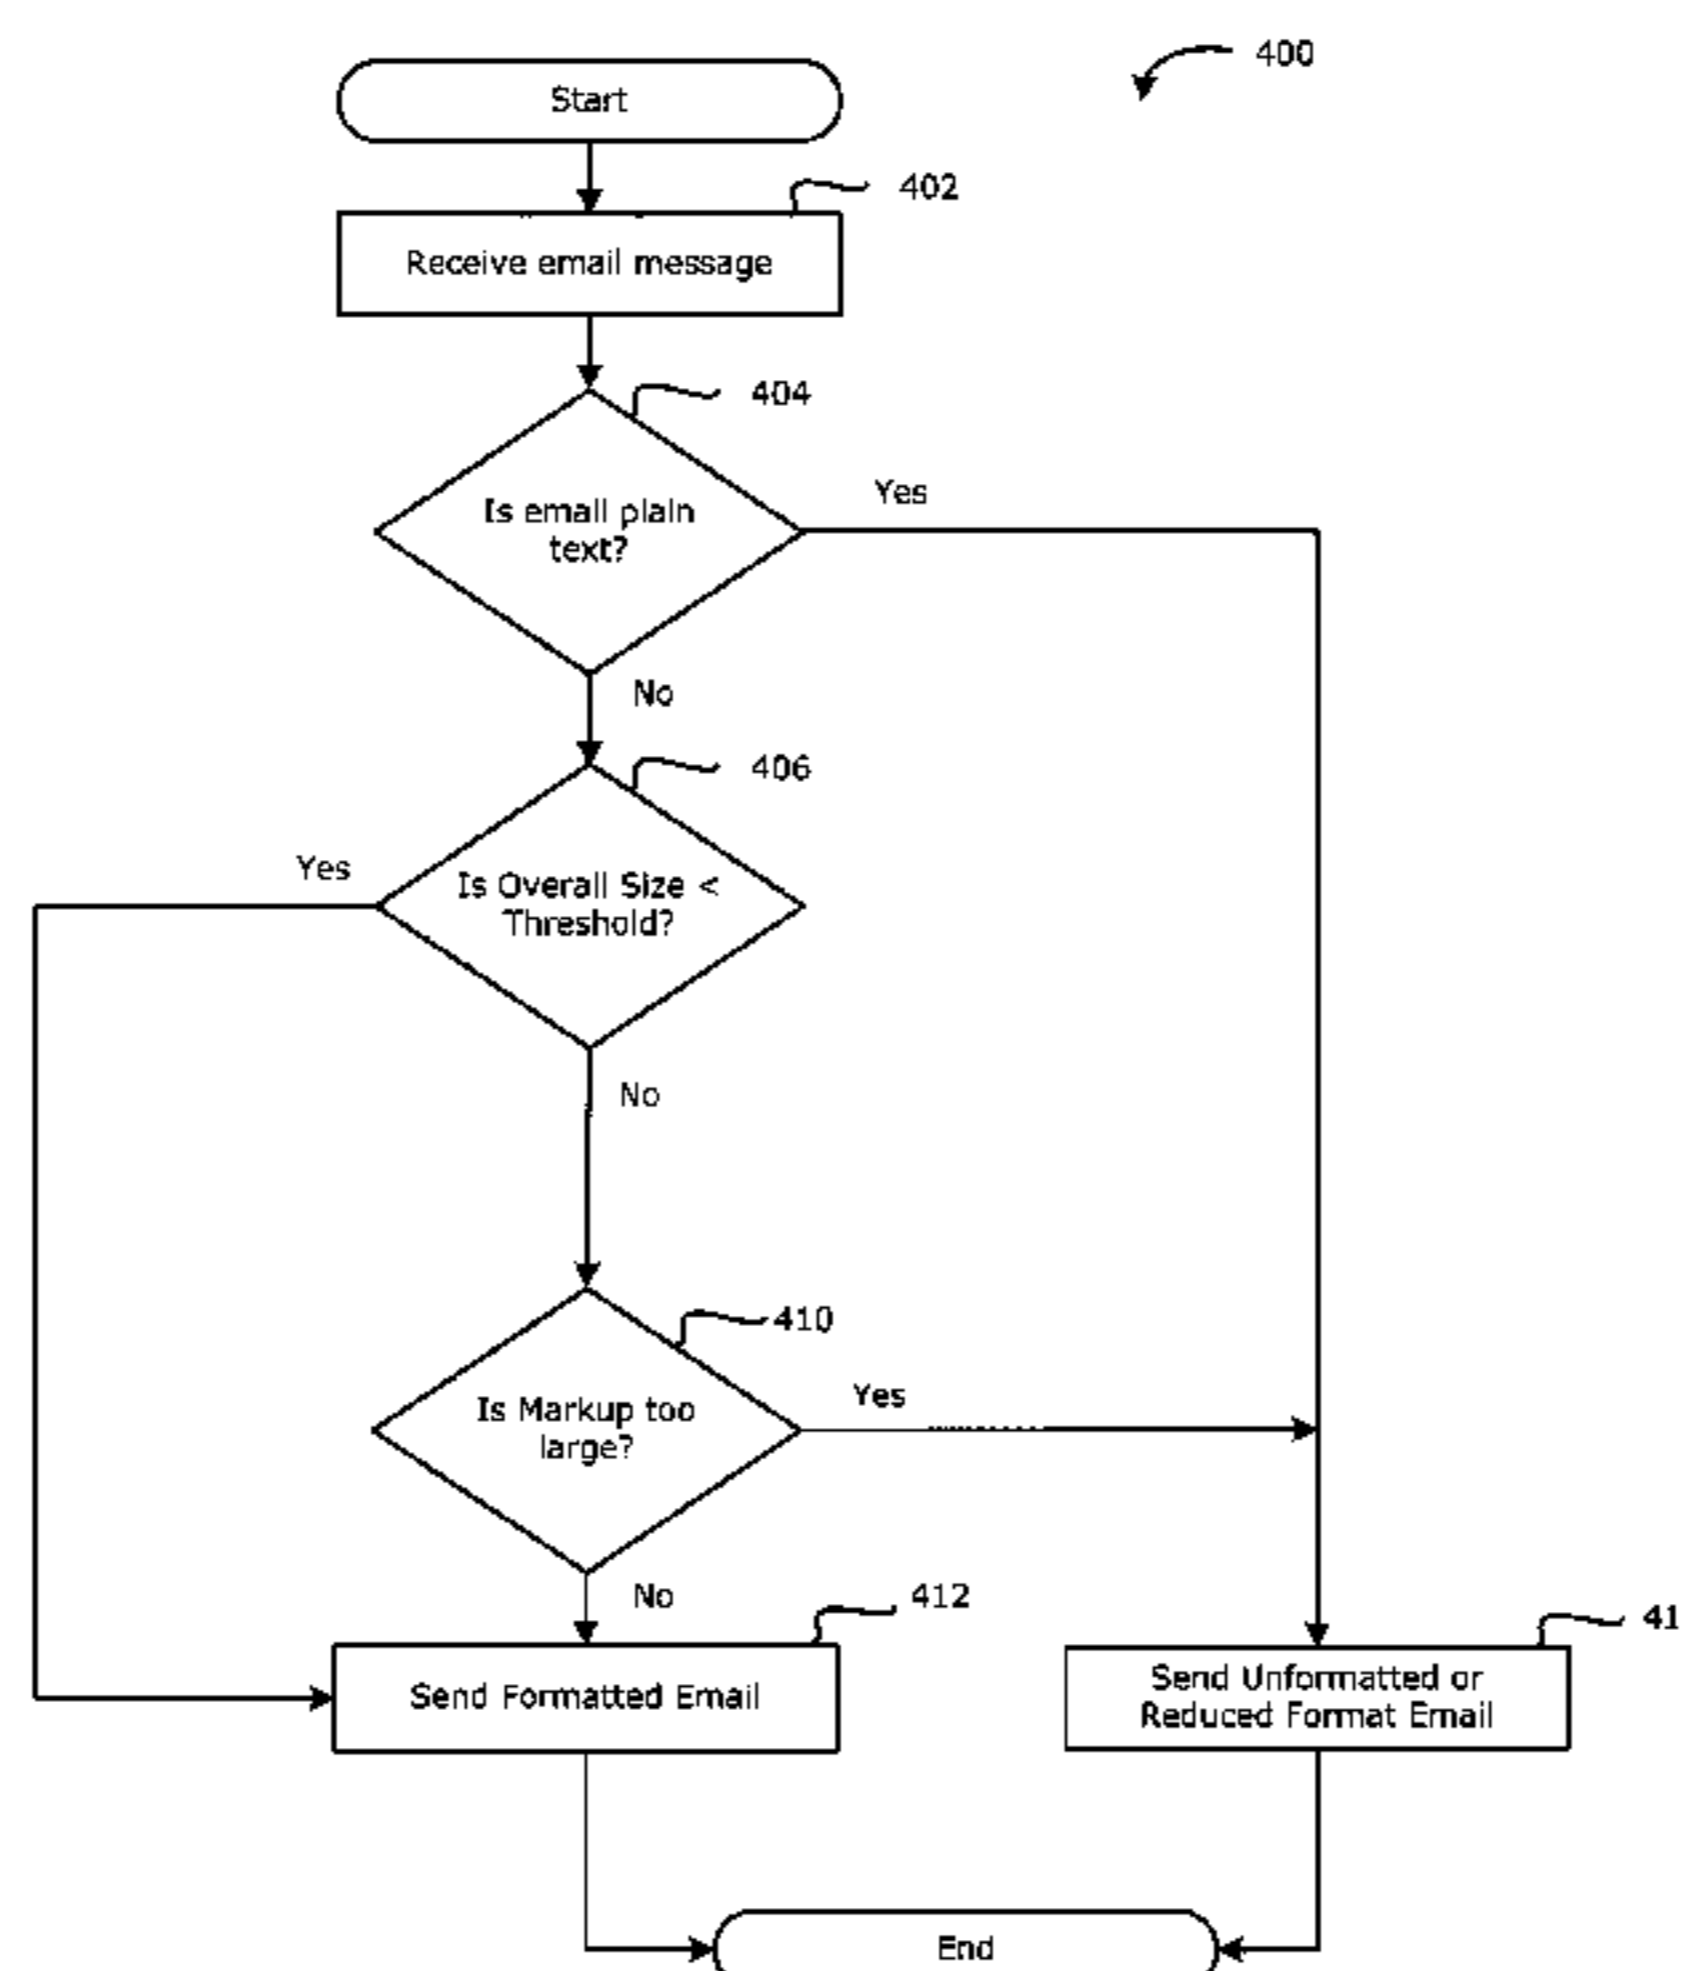 400
Start
402
Receive email message
404
Is email plain
text?
Yes
No
406
Is Overall Size <
Threshold?
Yes
No
410
Is Markup too
large?
Yes
No
412
Send Formatted Email
41
Send Unformatted or
Reduced Format Email
End